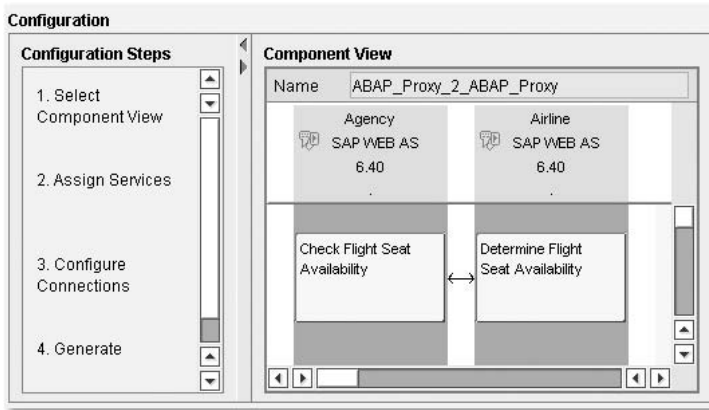 Configuration
Configuration Steps
1. Select
Component View
2. Assign Services
3. Configure
Connections
4. Generate
Component View
Name ABAP_Proxy_2_ABAP_Proxy
Agency
SAP WEB AS
6.40
.
Airline
SAP WEB AS
6.40
.
Check Flight Seat
Availability
Determine Flight
Seat Availability